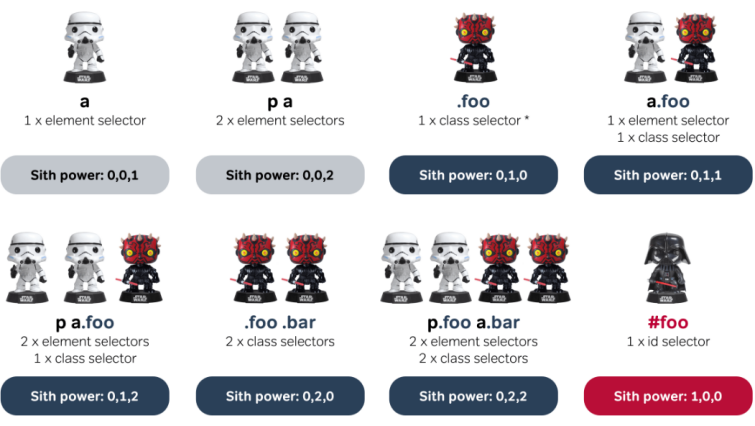 a
1 x element selector
Sith power: 0,0,1
p a
2 x element selectors
Sith power: 0,0,2
.foo
1 x class selector *
Sith power: 0,1,0
a.foo
1 x element selector
1 x class selector
Sith power: 0,1,1
p a.foo
2 x element selectors
1 x class selector
Sith power: 0,1,2
.foo .bar
2 x class selectors
Sith power: 0,2,0
p.foo a.bar
2 x element selectors
2 x class selectors
Sith power: 0,2,2
#foo
1 x id selector
Sith power: 1,0,0